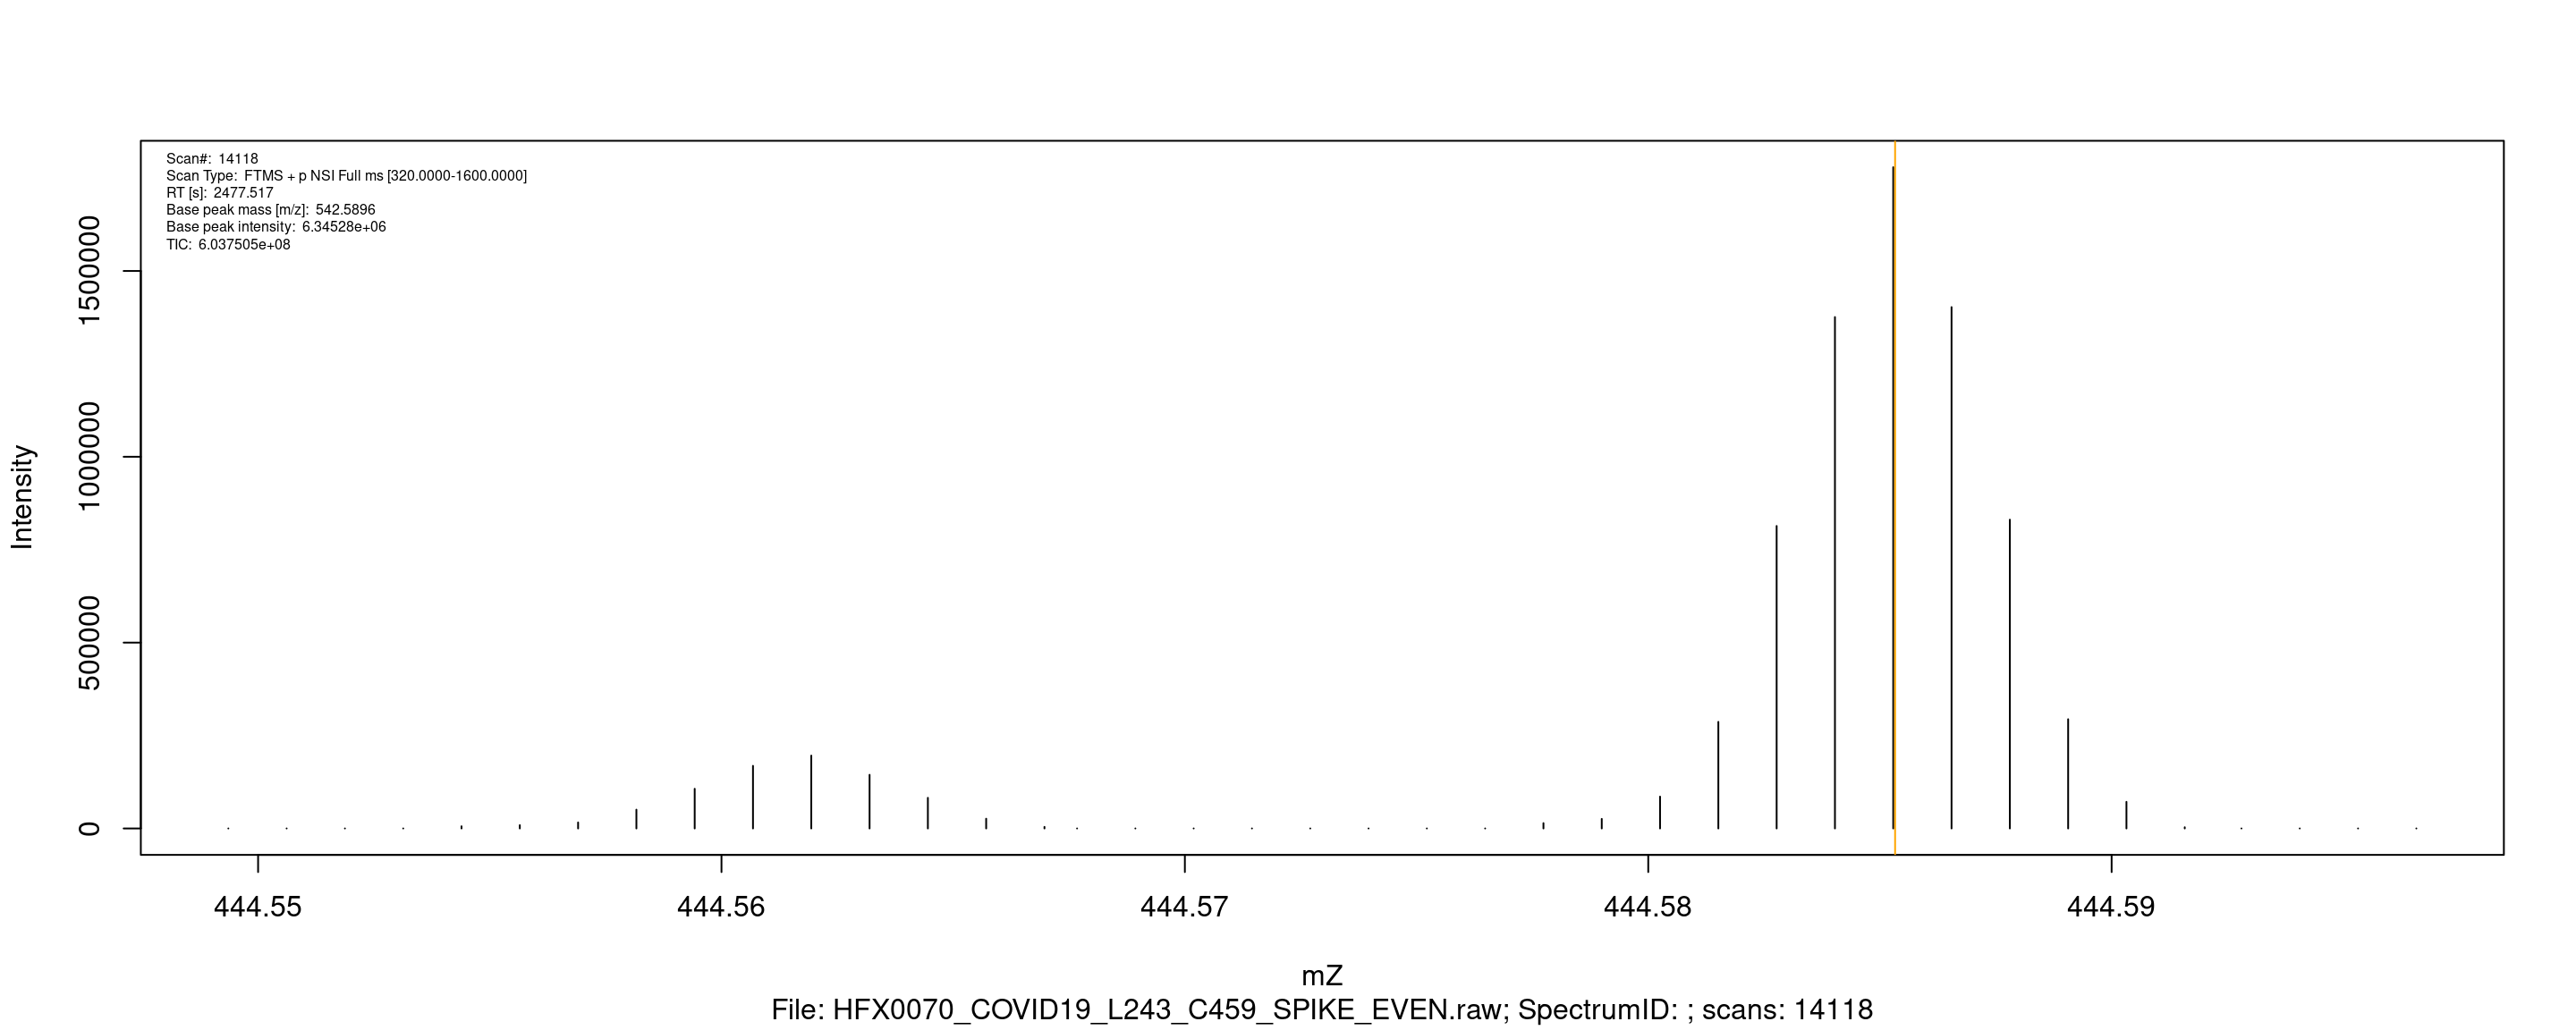 Scan#: 14118
Scan Type: FTMS + p NSI Full ms [320.0000-1600.0000]
RT [s]: 2477.517
Base peak mass [m/z]: 542.5896
Base peak intensity: 6.34528e+06
TIC: 6.037505e+08
Intensity
1500000
1000000
500000
0
444.55 444.56 444.57 444.58 444.59
mZ
File: HFX0070_COVID19_L243_C459_SPIKE_EVEN.raw; SpectrumID: ; scans: 14118